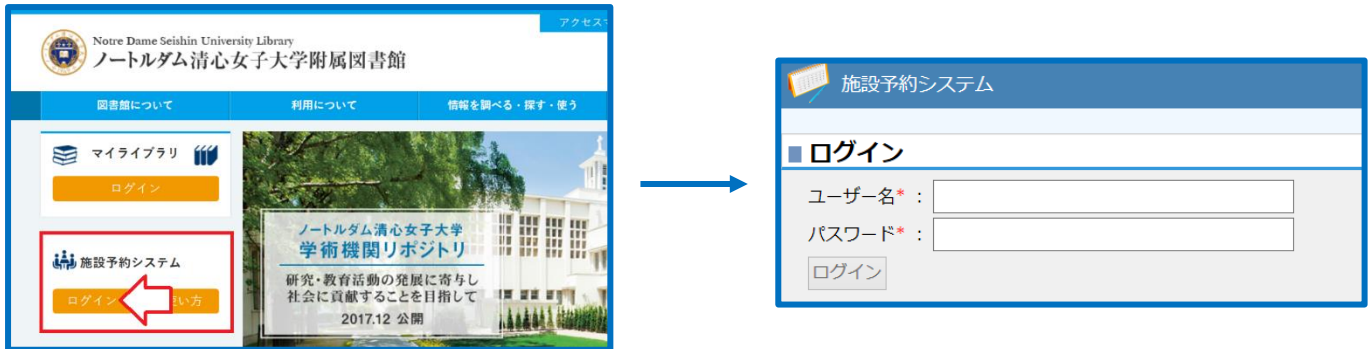 アクセス
Notre Dame Seishin University Library
ノートルダム清心女子大学附属図書館
図書館について
利用について
情報を調べる・探す・使う
マイライブラリ
ログイン
施設予約システム
ログイン
い方
ノートルダム清心女子大学
学術機関リポジトリ
研究・教育活動の発展に寄与し
社会に貢献することを目指して
2017.12 公開
施設予約システム
ログイン
ユーザー名* :
パスワード* :
ログイン